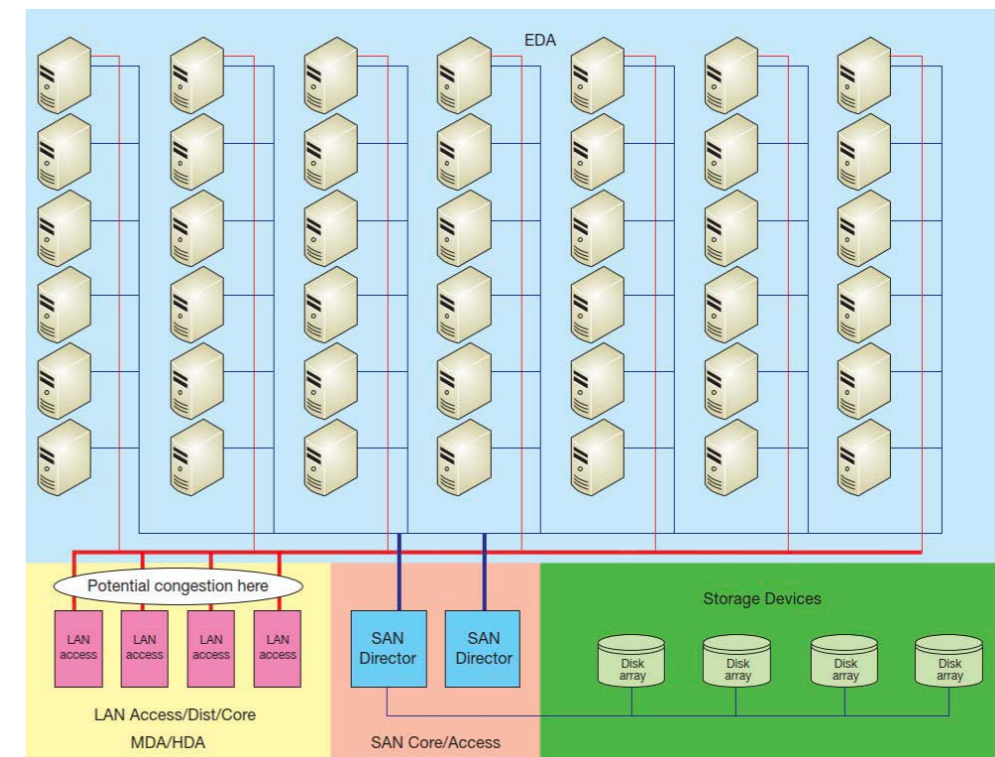 EDA
Potential congestion here
LAN
access
LAN
access
LAN
access
LAN
access
LAN Access/Dist/Core
MDA/HDA
SAN
Director
SAN
Director
SAN Core/Access
Storage Devices
Disk
array
Disk
array
Disk
array
Disk
array